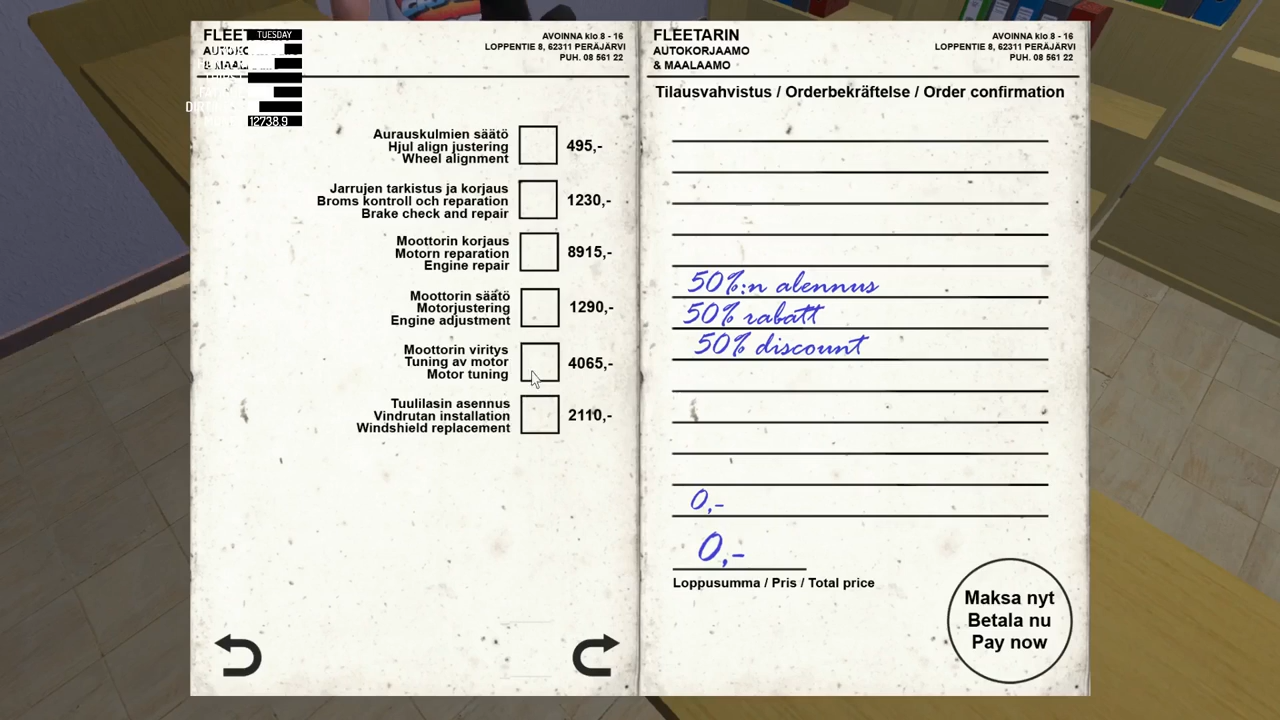 FLEET
TUESDAY
AUTOKO
& MAAL
AVOINNA klo 8 - 16
LOPPENTIE 8, 62311 PERÄJÄRVI
PUH. 08 561 22
12738.9
Aurauskulmien säätö
Hjul align justering
Wheel alignment
495,-
Jarrujen tarkistus ja korjaus
Broms kontroll och reparation
Brake check and repair
1230,-
Moottorin korjaus
Motorn reparation
Engine repair
8915,-
Moottorin säätö
Motorjustering
Engine adjustment
1290,-
Moottorin viritys
Tuning av motor
Motor tuning
4065,-
Tuulilasin asennus
Vindrutan installation
Windshield replacement
2110,-
FLEETARIN
AUTOKORJAAMO
& MAALAAMO
AVOINNA klo 8 - 16
LOPPENTIE 8, 62311 PERÄJÄRVI
PUH. 08 561 22
Tilausvahvistus / Orderbekräftelse / Order confirmation
50%:n alennus
50% rabatt
50% discount
0,-
0,-
Loppusumma / Pris / Total price
Maksa nyt
Betala nu
Pay now